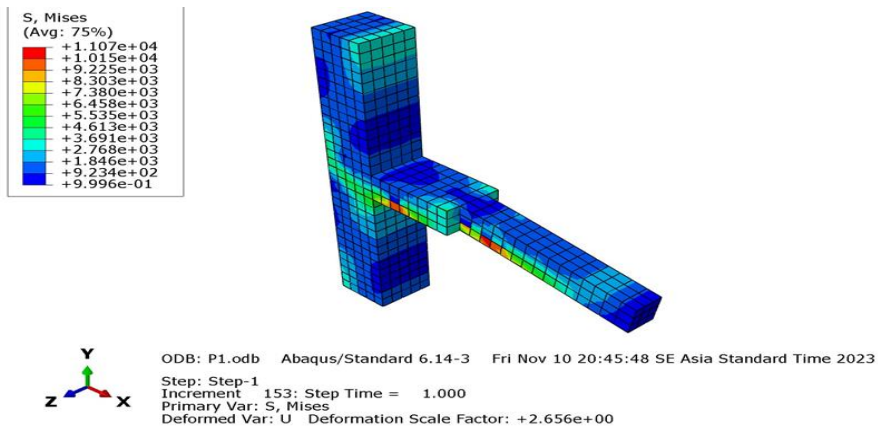 S, Mises
(Avg: 75%)
+1.107e+04
+1.015e+04
+9.225e+03
+8.303e+03
+7.380e+03
+6.458e+03
+5.535e+03
+4.613e+03
+3.691e+03
+2.768e+03
+1.846e+03
+9.234e+02
+9.996e-01
Y
Z
X
ODB: P1.odb Abaqus/Standard 6.14-3 Fri Nov 10 20:45:48 SE Asia Standard Time 2023
Step: Step-1
Increment 153: Step Time = 1.000
Primary Var: S, Mises
Deformed Var: U Deformation Scale Factor: +2.656e+00